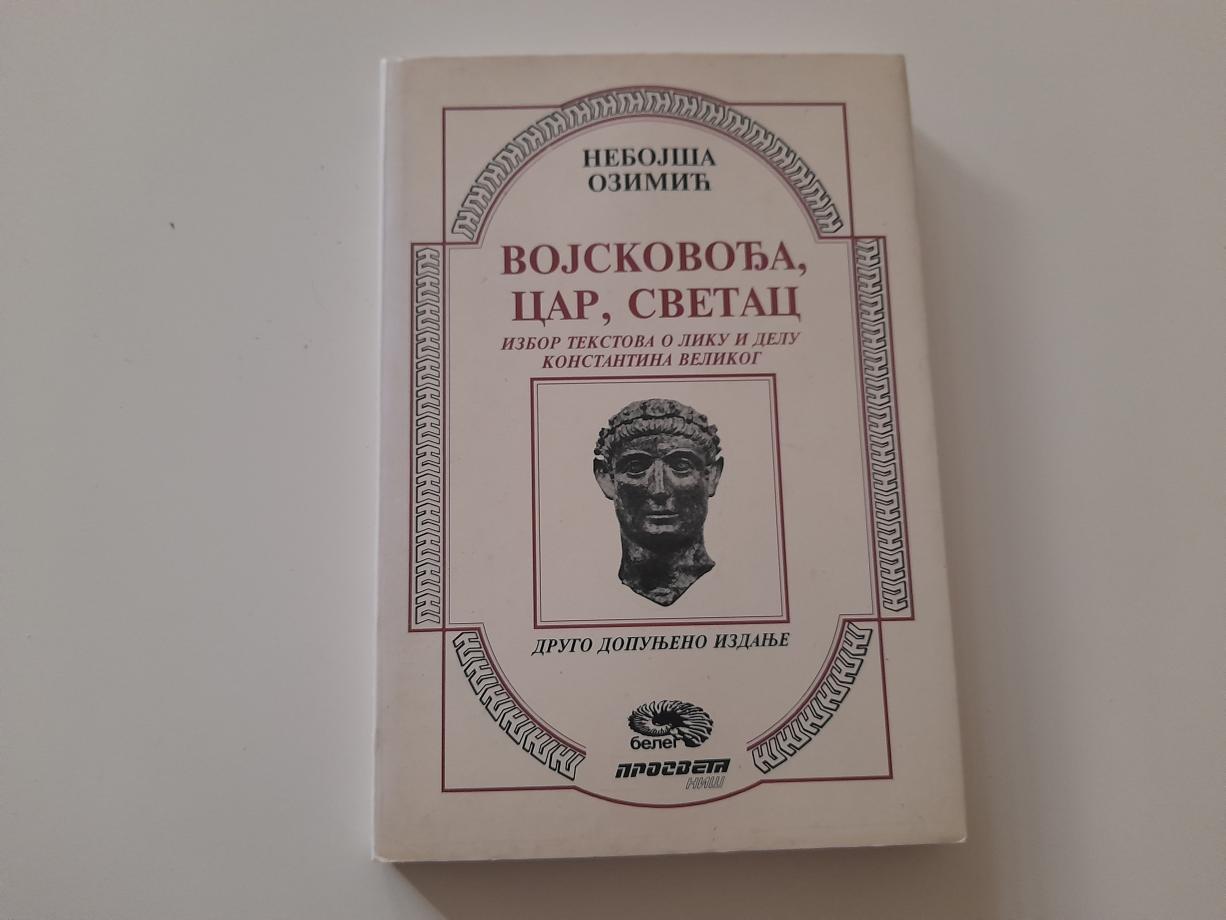 НЕБОЈША
ОЗИМИЋ
ВОЈСКОВОЂА,
ЦАР, СВЕТАЦ
ИЗБОР ТЕКСТОВА О ЛИКУ И ДЕЛУ
КОНСТАНТИНА ВЕЛИКОГ
ДРУГО ДОПУЊЕНО ИЗДАЊЕ
белег
ПРОСВЕТА
НИШ